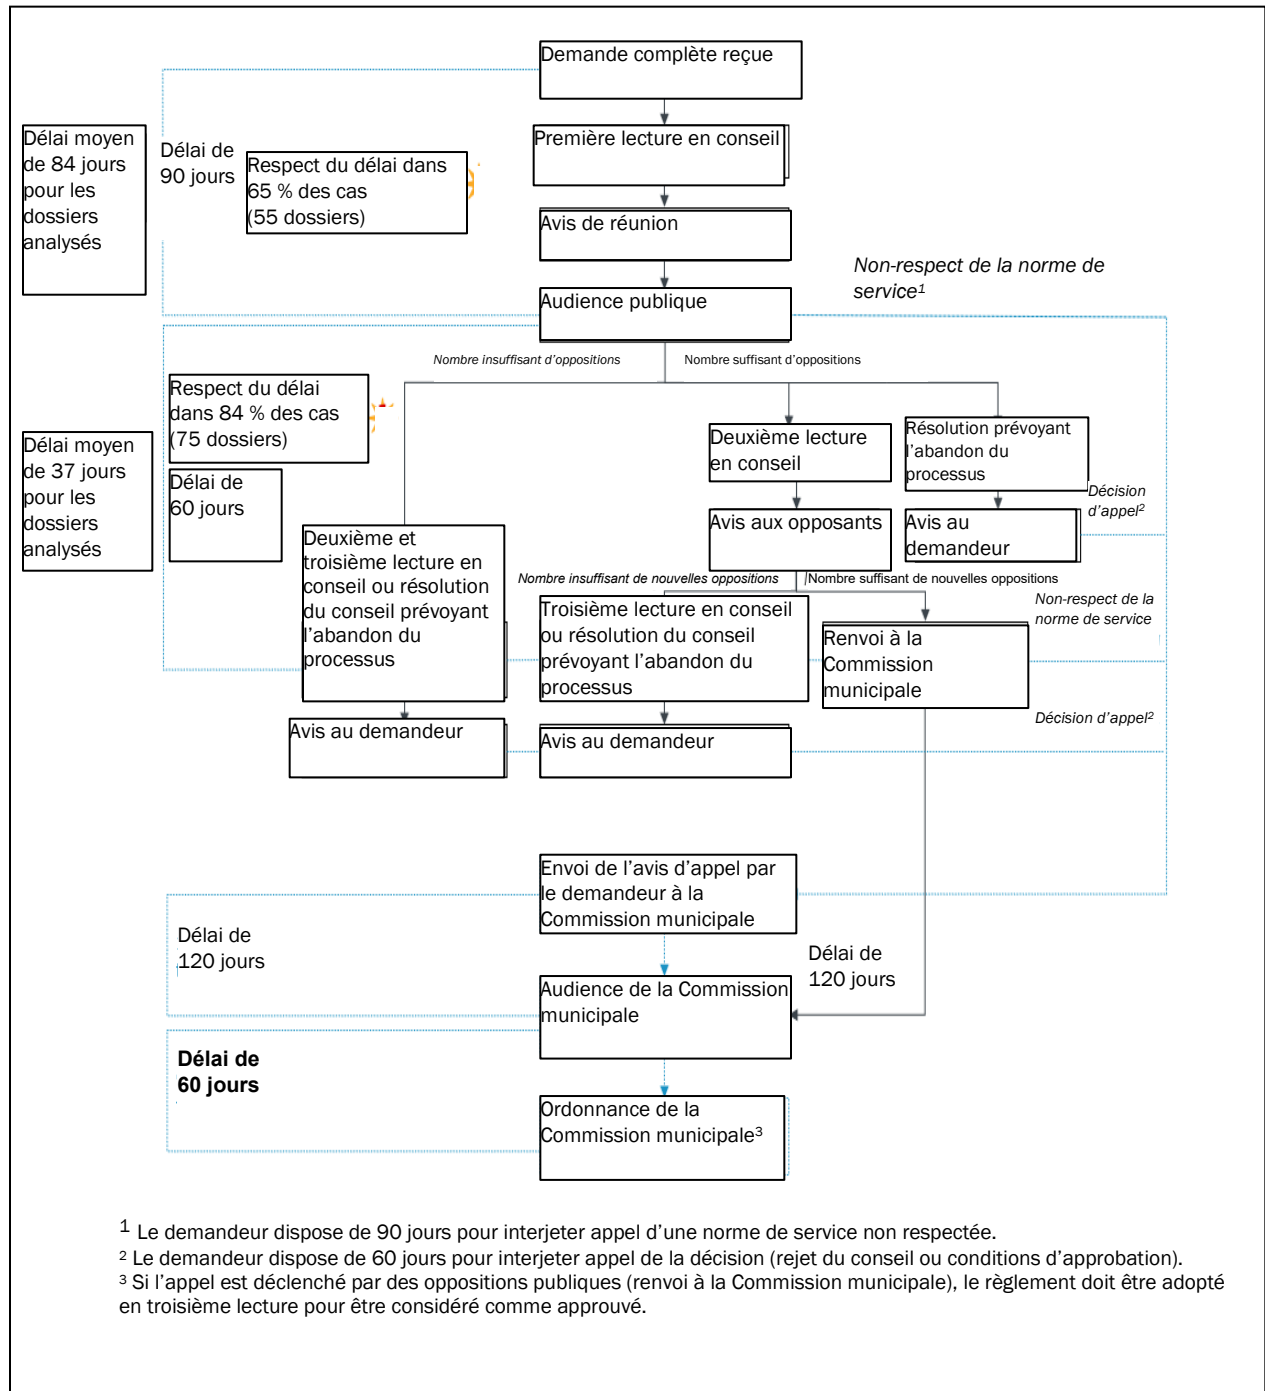 Demande complète reçue
Délai moyen
de 84 jours
pour les
dossiers
analysés
Délai de
90 jours
Respect du délai dans
65 % des cas
(55 dossiers)
Première lecture en conseil
Avis de réunion
Audience publique
Non-respect de la norme de
service¹
Nombre insuffisant d’oppositions
Nombre suffisant d’oppositions
Respect du délai
dans 84 % des cas
(75 dossiers)
Délai moyen
de 37 jours
pour les
dossiers
analysés
Délai de
60 jours
Deuxième lecture
en conseil
Résolution prévoyant
l’abandon du
processus
Décision
d’appel²
Avis aux opposants
Avis au
demandeur
Deuxième et
troisième lecture en
conseil ou résolution
du conseil prévoyant
l’abandon du
processus
Nombre insuffisant de nouvelles oppositions
Nombre suffisant de nouvelles oppositions
Troisième lecture en conseil
ou résolution du conseil
prévoyant l’abandon du
processus
Renvoi à la
Commission
municipale
Non-respect de la
norme de service
Décision d’appel²
Avis au demandeur
Avis au demandeur
Envoi de l’avis d’appel par
le demandeur à la
Commission municipale
Délai de
120 jours
Délai de
120 jours
Audience de la Commission
municipale
Délai de
60 jours
Ordonnance de la
Commission municipale³
¹ Le demandeur dispose de 90 jours pour interjeter appel d’une norme de service non respectée.
² Le demandeur dispose de 60 jours pour interjeter appel de la décision (rejet du conseil ou conditions d’approbation).
³ Si l’appel est déclenché par des oppositions publiques (renvoi à la Commission municipale), le règlement doit être adopté
en troisième lecture pour être considéré comme approuvé.